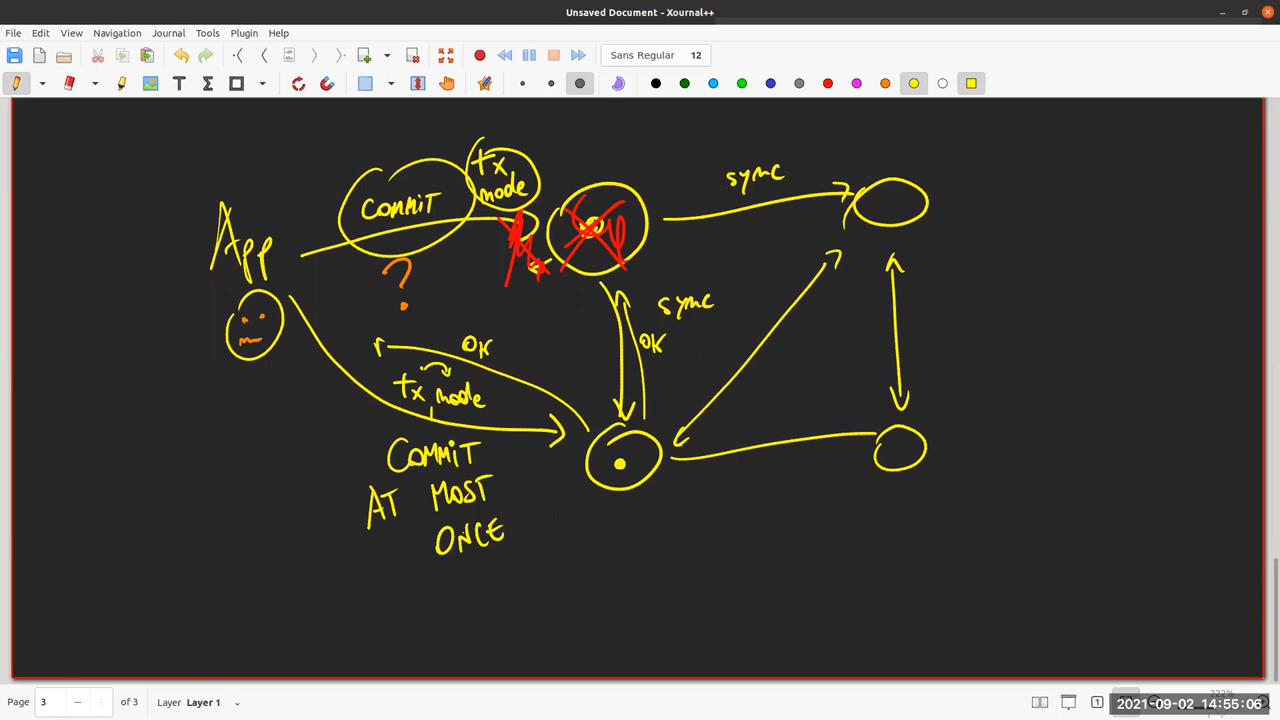 Unsaved Document - Xournal++
File Edit View Navigation Journal Tools Plugin Help
Sans Regular 12
tx
mode
COMMIT
sync
App
?
sync
OK
OK
tx mode
COMMIT
AT MOST
ONCE
Page 3 of 3 Layer Layer 1
2021-09-02 14:55:06